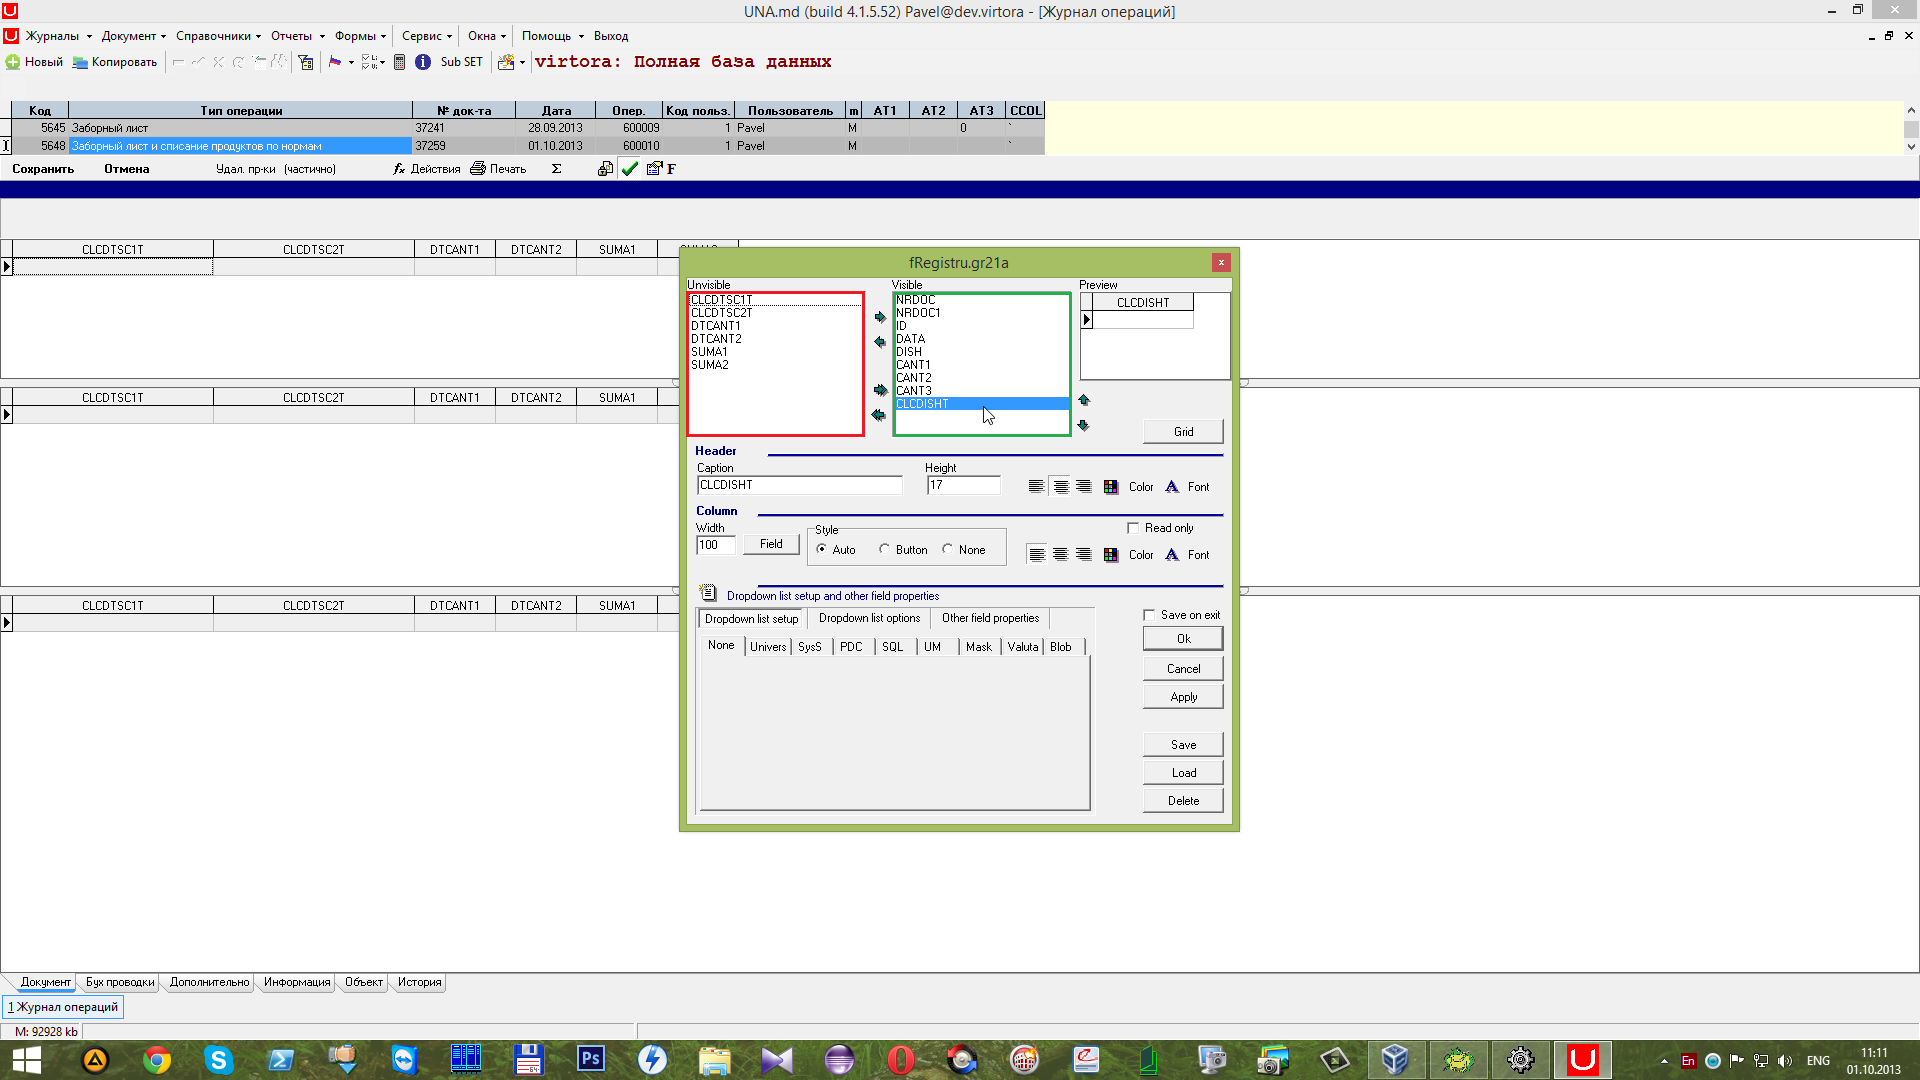 UNA.md (build 4.1.5.52) Pavel@dev.virtora - [Журнал операций]
Журналы Документ Справочники Отчеты Формы Сервис Окна Помощь Выход
Новый Копировать Sub SET virtora: Полная база данных
Код Тип операции № док-та Дата Опер. Код польз. Пользователь m AT1 AT2 AT3 CCOL
5645 Заборный лист 37241 28.09.2013 600009 1 Pavel M 0 `
5648 Заборный лист и списание продуктов по нормам 37259 01.10.2013 600010 1 Pavel M `
Сохранить Отмена Удал. пр-ки (частично) fx Действия Печать Σ F
CLCDTSC1T CLCDTSC2T DTCANT1 DTCANT2 SUMA1
fRegistru.gr21a
x
Unvisible Visible Preview
CLCDTSC1T NRDOC CLCDISHT
CLCDTSC2T NRDOC1
DTCANT1 ID
DTCANT2 DATA
SUMA1 DISH
SUMA2 CANT1
CANT2
CANT3
CLCDISHT
Grid
CLCDTSC1T CLCDTSC2T DTCANT1 DTCANT2 SUMA1
Header
Caption Height
CLCDISHT 17 Color Font
Column
Width Style Read only
100 Field Auto Button None Color Font
Dropdown list setup and other field properties
CLCDTSC1T CLCDTSC2T DTCANT1 DTCANT2 SUMA1
Dropdown list setup Dropdown list options Other field properties Save on exit
None Univers SysS PDC SQL UM Mask Valuta Blob
Ok
Cancel
Apply
Save
Load
Delete
Документ Бух проводки Дополнительно Информация Объект История
1 Журнал операций
M: 92928 kb
Ps En ENG 11:11
01.10.2013